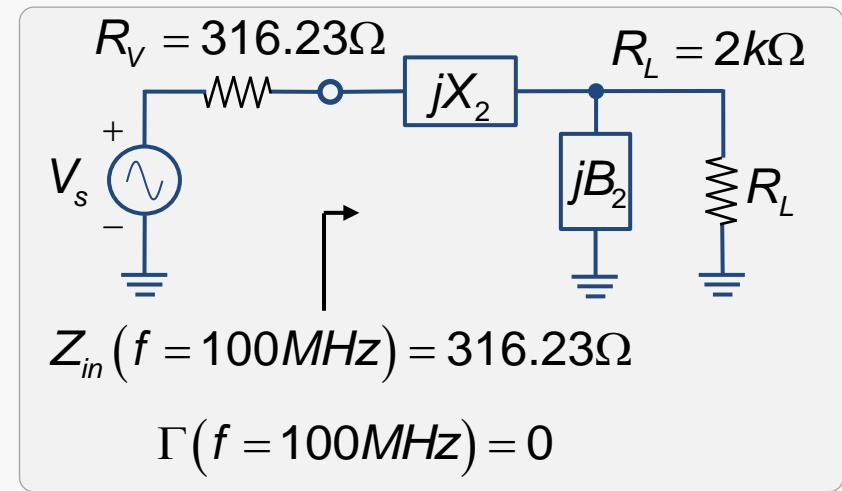 R_V = 316.23Ω
R_L = 2kΩ
jX_2
+
V_s
−
jB_2
R_L
Z_in (f = 100MHz) = 316.23Ω
Γ(f = 100MHz) = 0